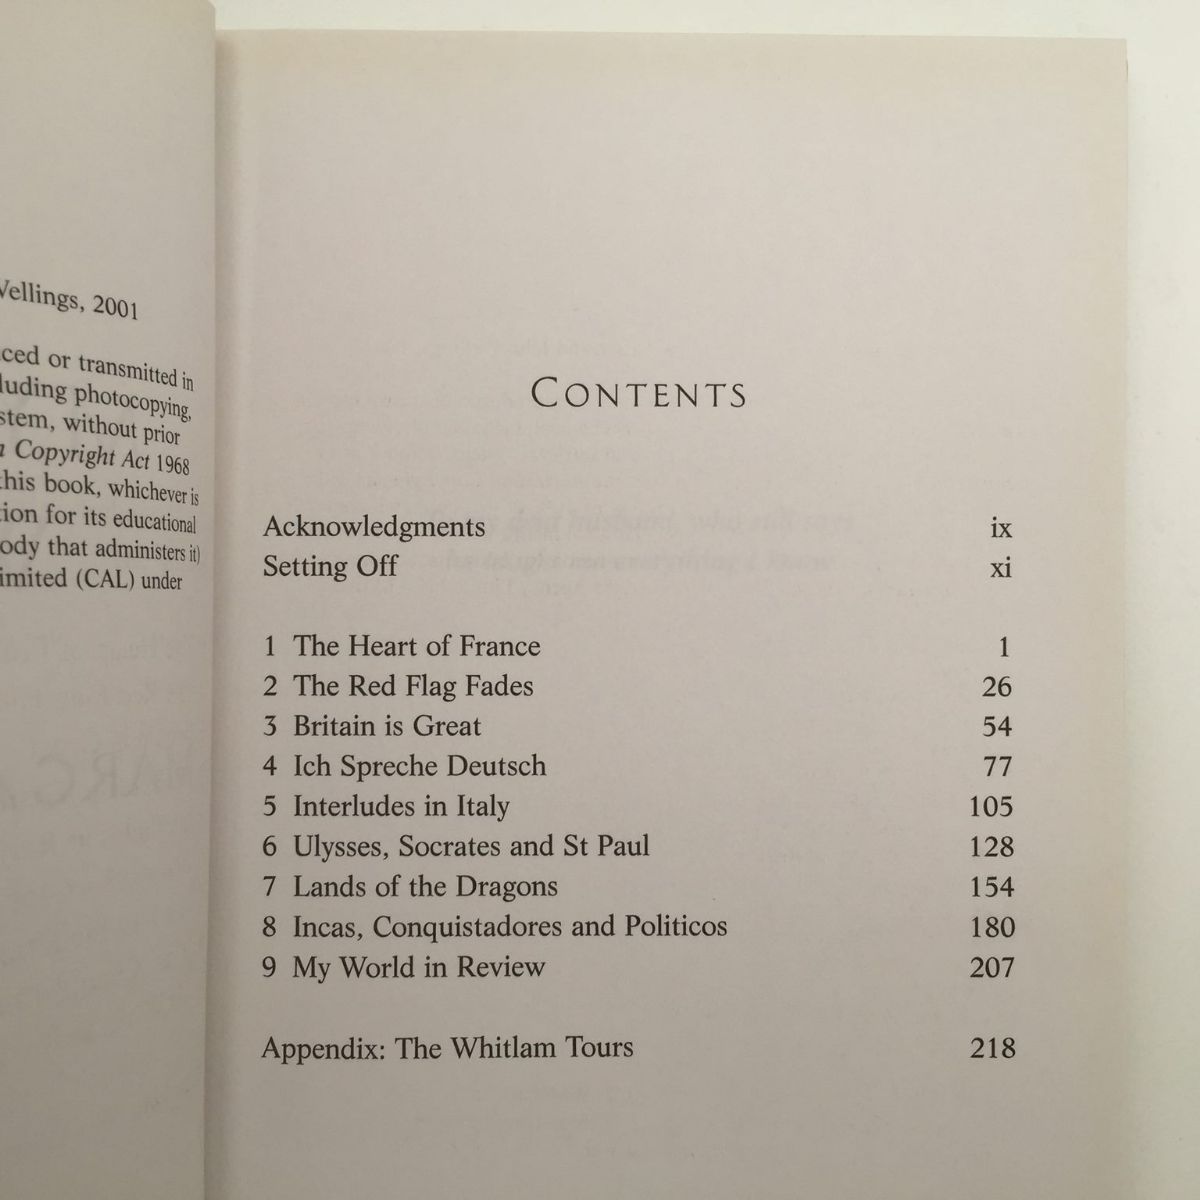 Vellings, 2001
ced or transmitted in
luding photocopying,
stem, without prior
Copyright Act 1968
this book, whichever is
ion for its educational
ody that administers it)
imited (CAL) under
CONTENTS
Acknowledgments ix
Setting Off xi
1 The Heart of France 1
2 The Red Flag Fades 26
3 Britain is Great 54
4 Ich Spreche Deutsch 77
5 Interludes in Italy 105
6 Ulysses, Socrates and St Paul 128
7 Lands of the Dragons 154
8 Incas, Conquistadores and Politicos 180
9 My World in Review 207
Appendix: The Whitlam Tours 218